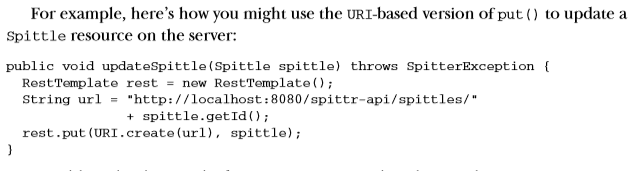 For example, here's how you might use the URI-based version of put() to update a
Spittle resource on the server:
public void updateSpittle(Spittle spittle) throws SpitterException {
RestTemplate rest = new RestTemplate();
String url = "http://localhost:8080/spittr-api/spittles/"
+ spittle.getId();
rest.put(URI.create(url), spittle);
}